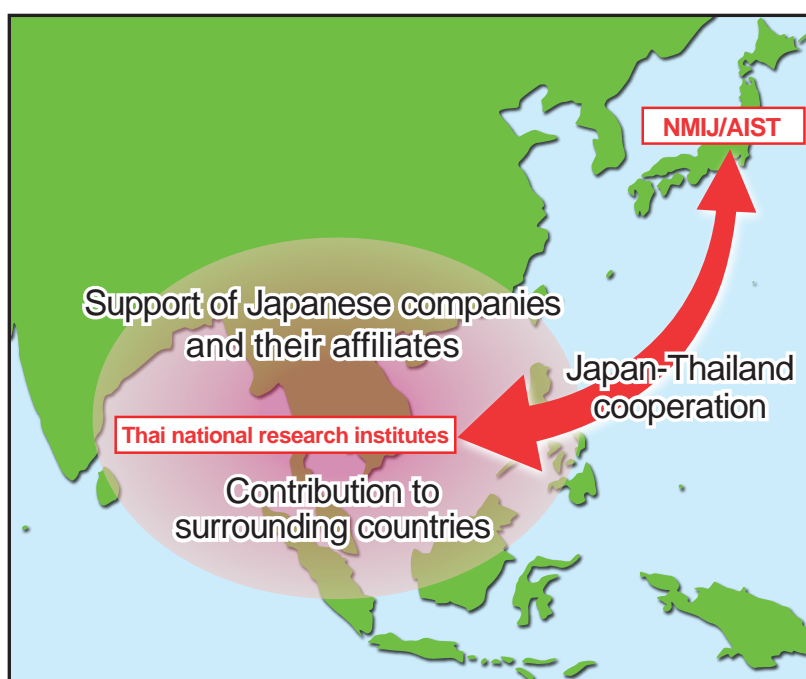 NMIJ/AIST
Support of Japanese companies
and their affiliates
Japan-Thailand
cooperation
Thai national research institutes
Contribution to
surrounding countries